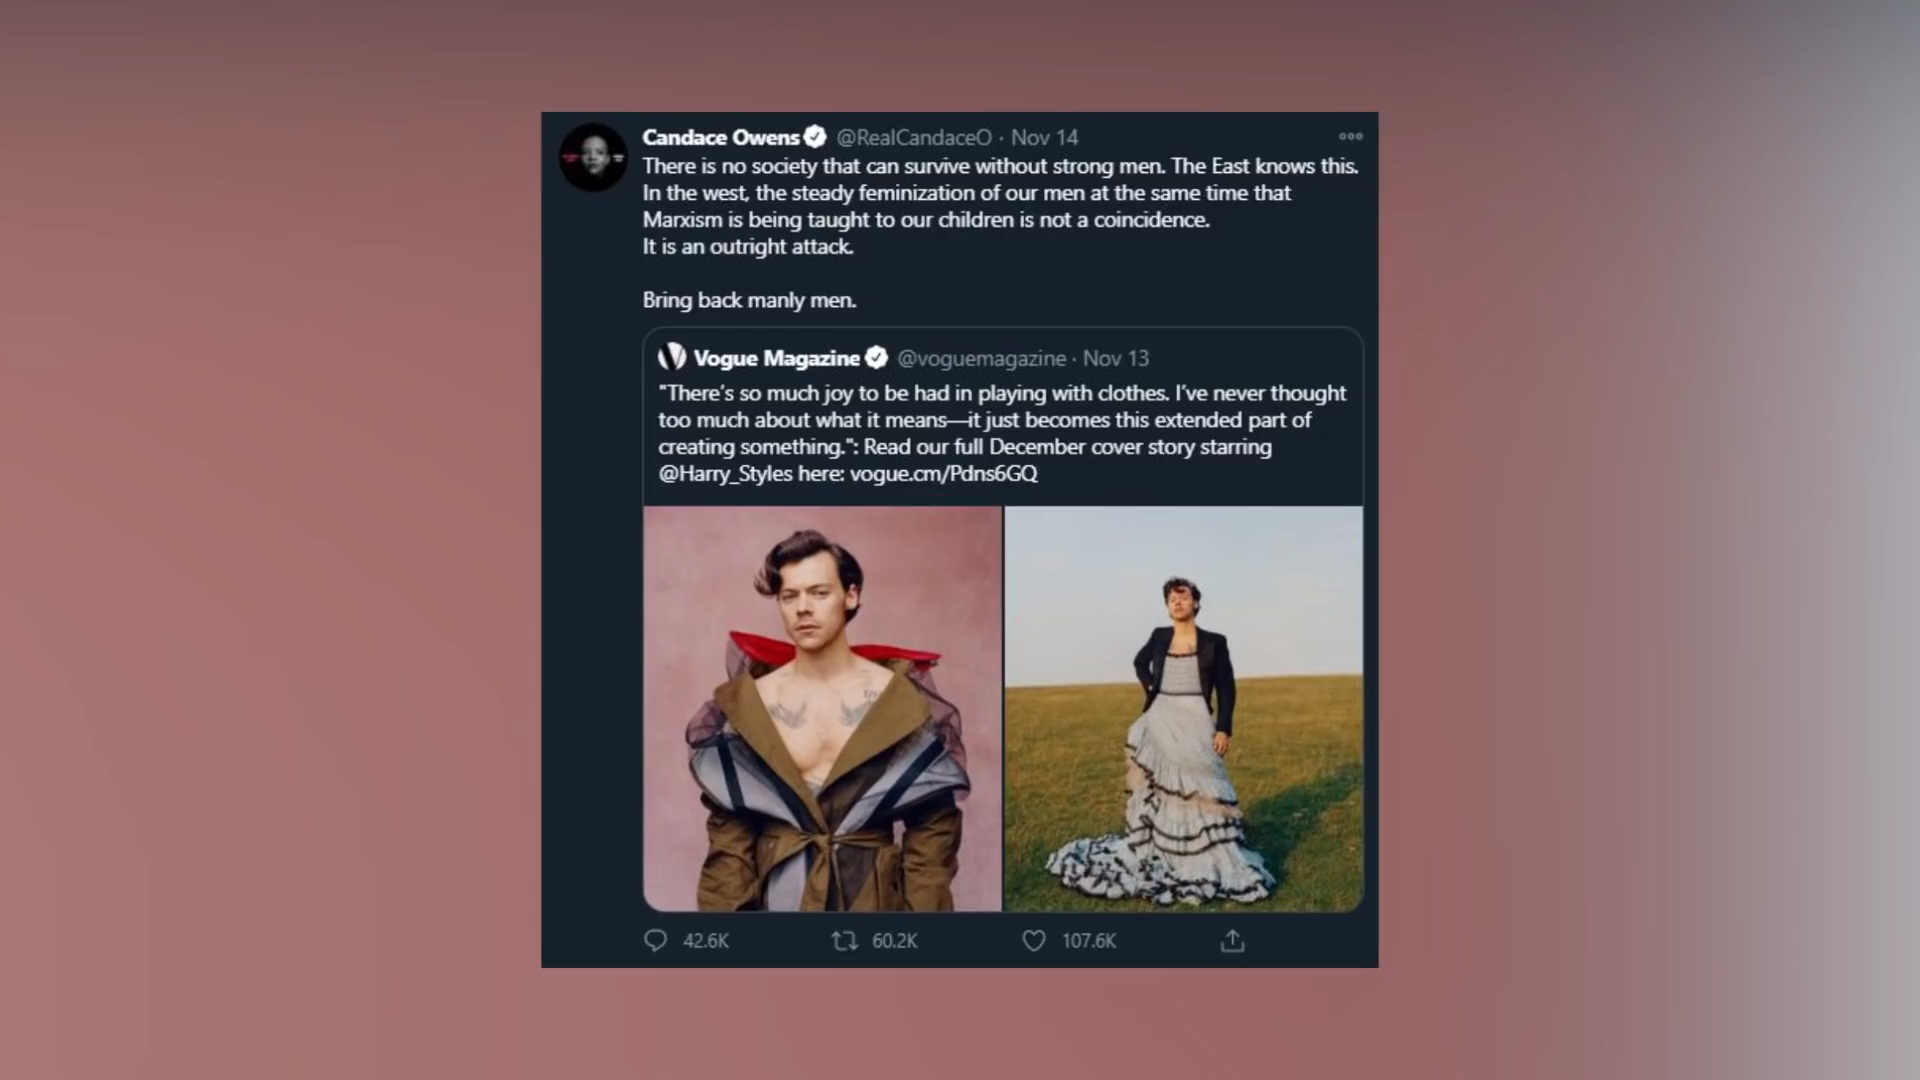 Candace Owens @RealCandaceO · Nov 14
There is no society that can survive without strong men. The East knows this.
In the west, the steady feminization of our men at the same time that
Marxism is being taught to our children is not a coincidence.
It is an outright attack.
Bring back manly men.
Vogue Magazine @voguemagazine · Nov 13
"There's so much joy to be had in playing with clothes. I've never thought
too much about what it means—it just becomes this extended part of
creating something.": Read our full December cover story starring
@Harry_Styles here: vogue.cm/Pdns6GQ
42.6K 60.2K 107.6K